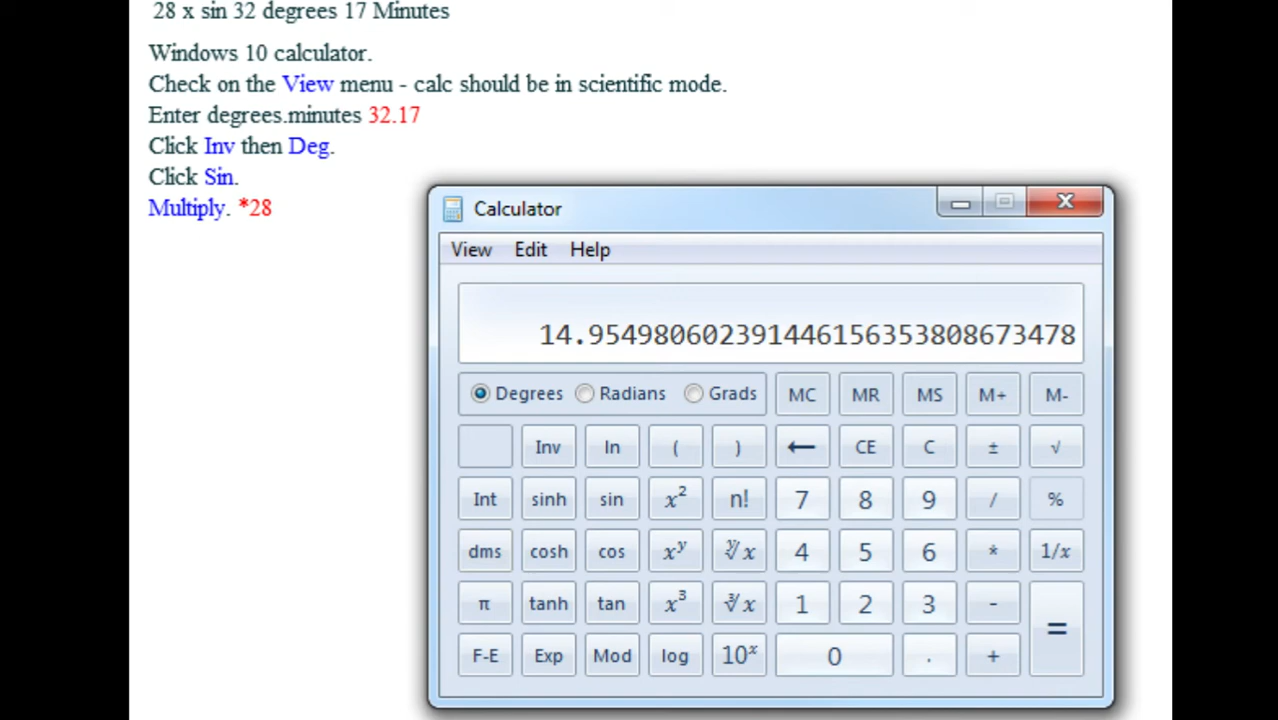 28 x sin 32 degrees 17 Minutes
Windows 10 calculator.
Check on the View menu - calc should be in scientific mode.
Enter degrees.minutes 32.17
Click Inv then Deg.
Click Sin.
Multiply. *28
Calculator
View Edit Help
14.954980602391446156353808673478
Degrees Radians Grads MC MR MS M+ M-
Inv ln ( ) ← CE C ± √
Int sinh sin x² n! 7 8 9 / %
dms cosh cos xʸ ʸ√x 4 5 6 * 1/x
π tanh tan x³ ³√x 1 2 3 - =
F-E Exp Mod log 10ˣ 0 . +